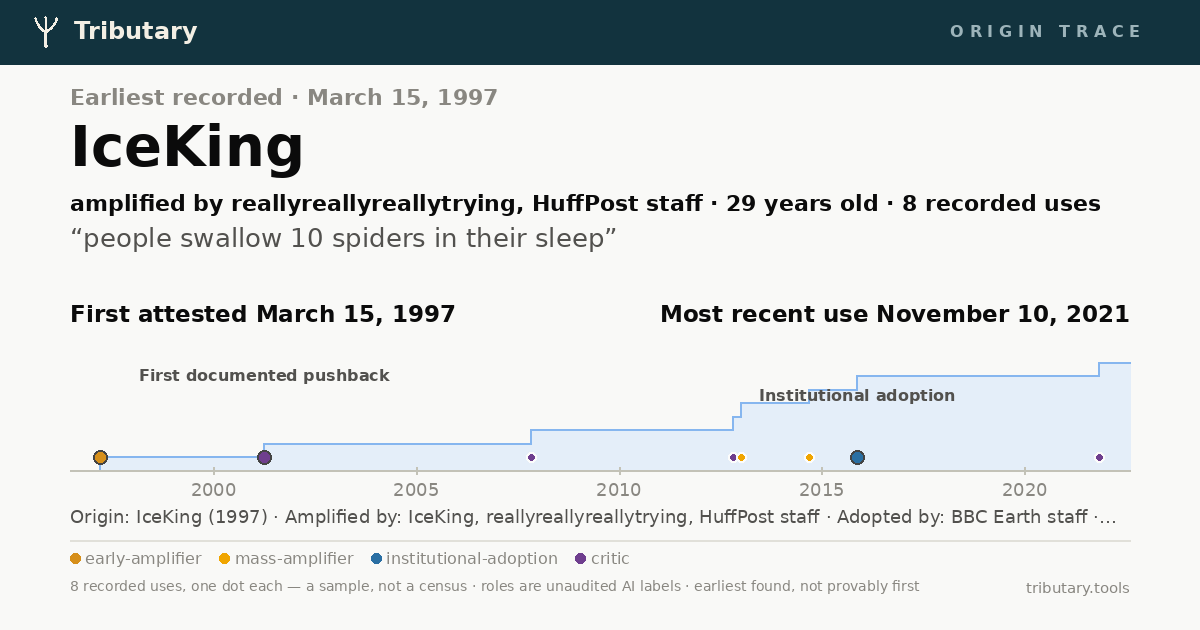 Tributary
ORIGIN TRACE
Earliest recorded · March 15, 1997
IceKing
amplified by reallyreallyreallytrying, HuffPost staff · 29 years old · 8 recorded uses
“people swallow 10 spiders in their sleep”
First attested March 15, 1997
Most recent use November 10, 2021
First documented pushback
Institutional adoption
2000 2005 2010 2015 2020
Origin: IceKing (1997) · Amplified by: IceKing, reallyreallyreallytrying, HuffPost staff · Adopted by: BBC Earth staff ·…
early-amplifier mass-amplifier institutional-adoption critic
8 recorded uses, one dot each — a sample, not a census · roles are unaudited AI labels · earliest found, not provably first
tributary.tools